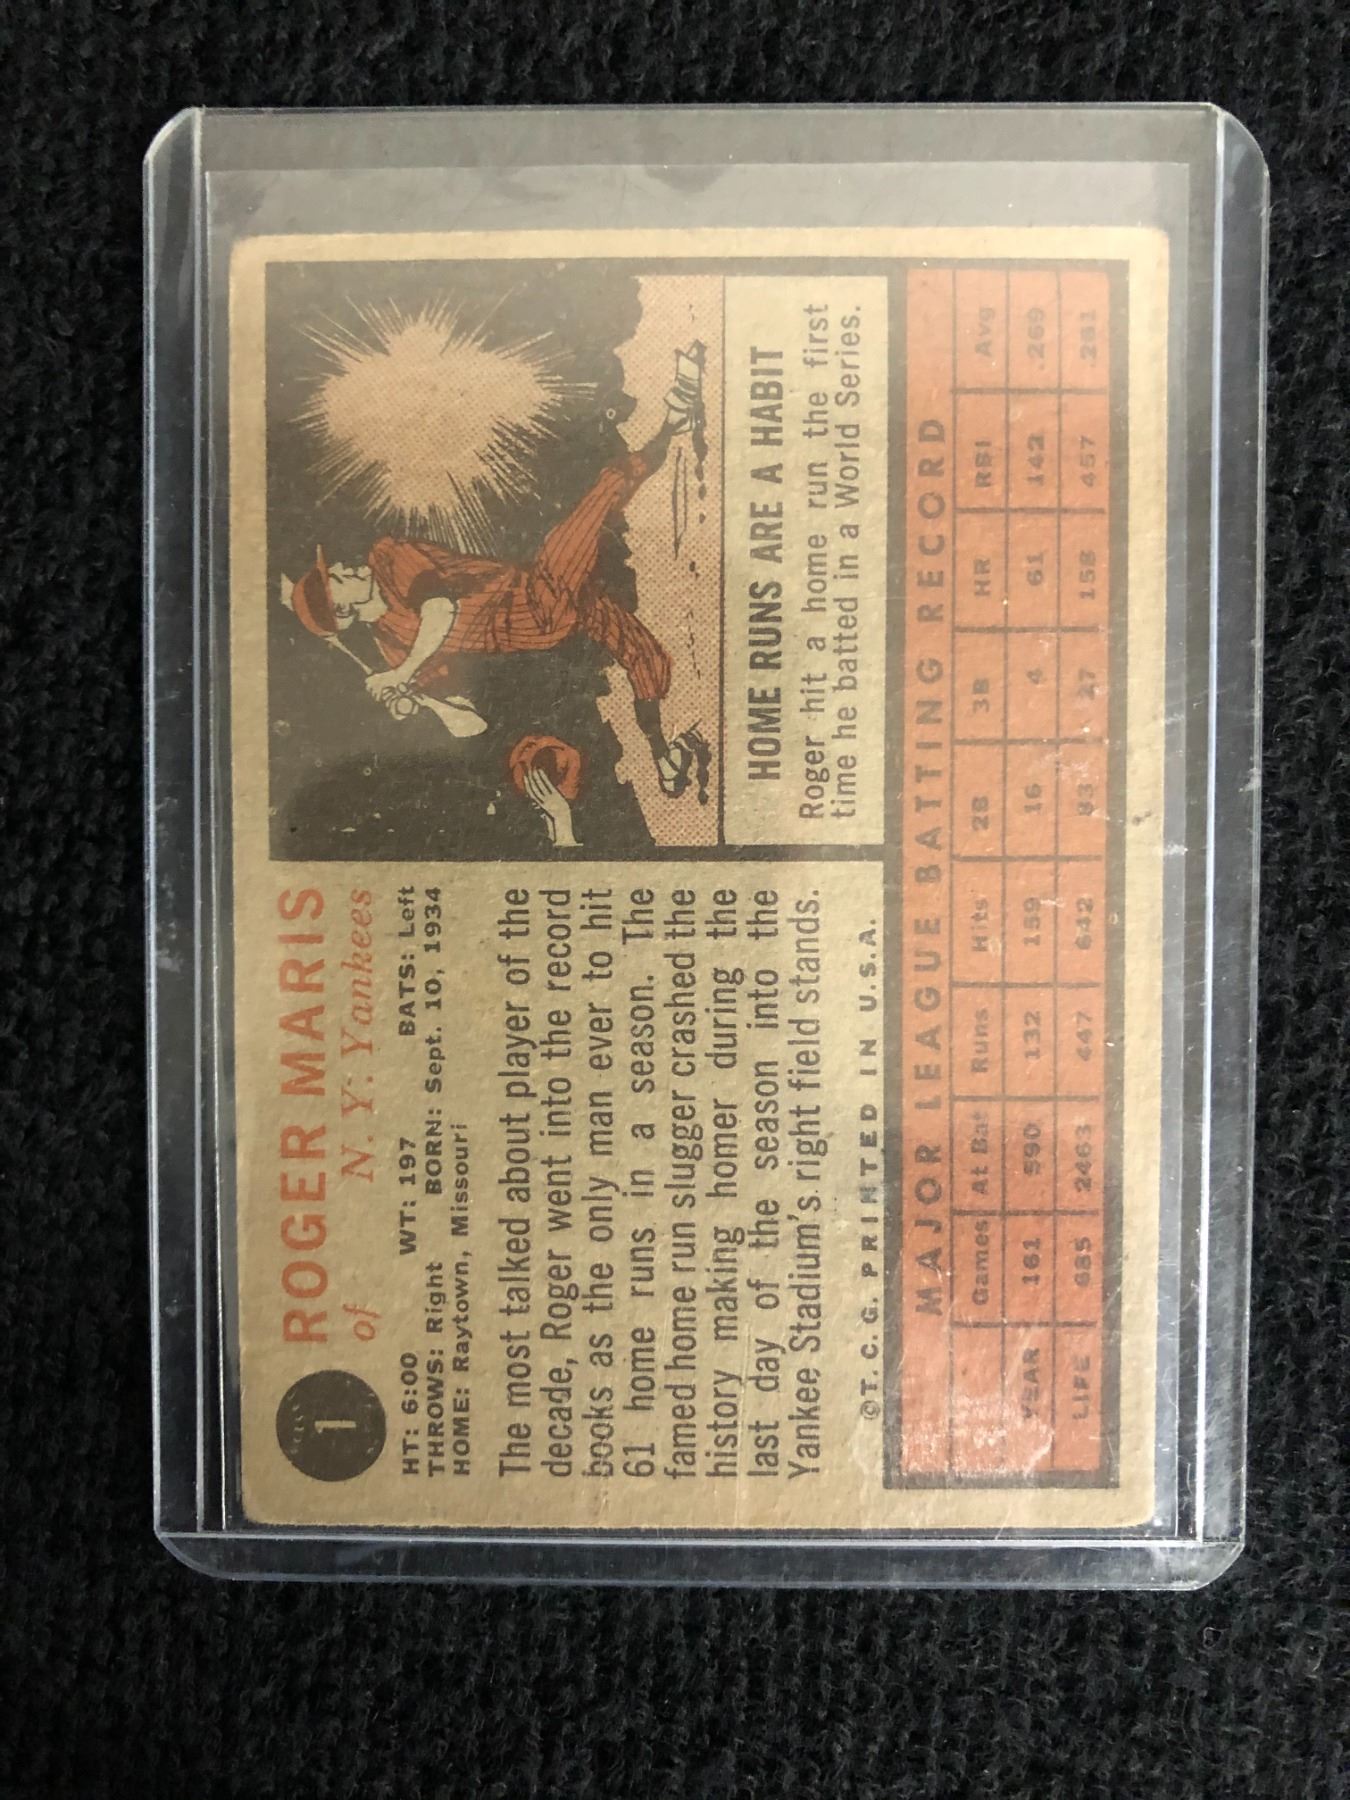 1
ROGER MARIS
of N. Y. Yankees
HT: 6:00 WT: 197 BATS: Left
THROWS: Right BORN: Sept. 10, 1934
HOME: Raytown, Missouri
The most talked about player of the
decade, Roger went into the record
books as the only man ever to hit
61 home runs in a season. The
famed home run slugger crashed the
history making homer during the
last day of the season into the
Yankee Stadium's right field stands.
©T. C. G. PRINTED IN U.S.A.
HOME RUNS ARE A HABIT
Roger hit a home run the first
time he batted in a World Series.
MAJOR LEAGUE BATTING RECORD
Games At Bat Runs Hits 2B 3B HR RBI Avg
YEAR 161 590 132 159 16 4 61 142 .269
LIFE 685 2463 447 642 83 27 158 457 .261